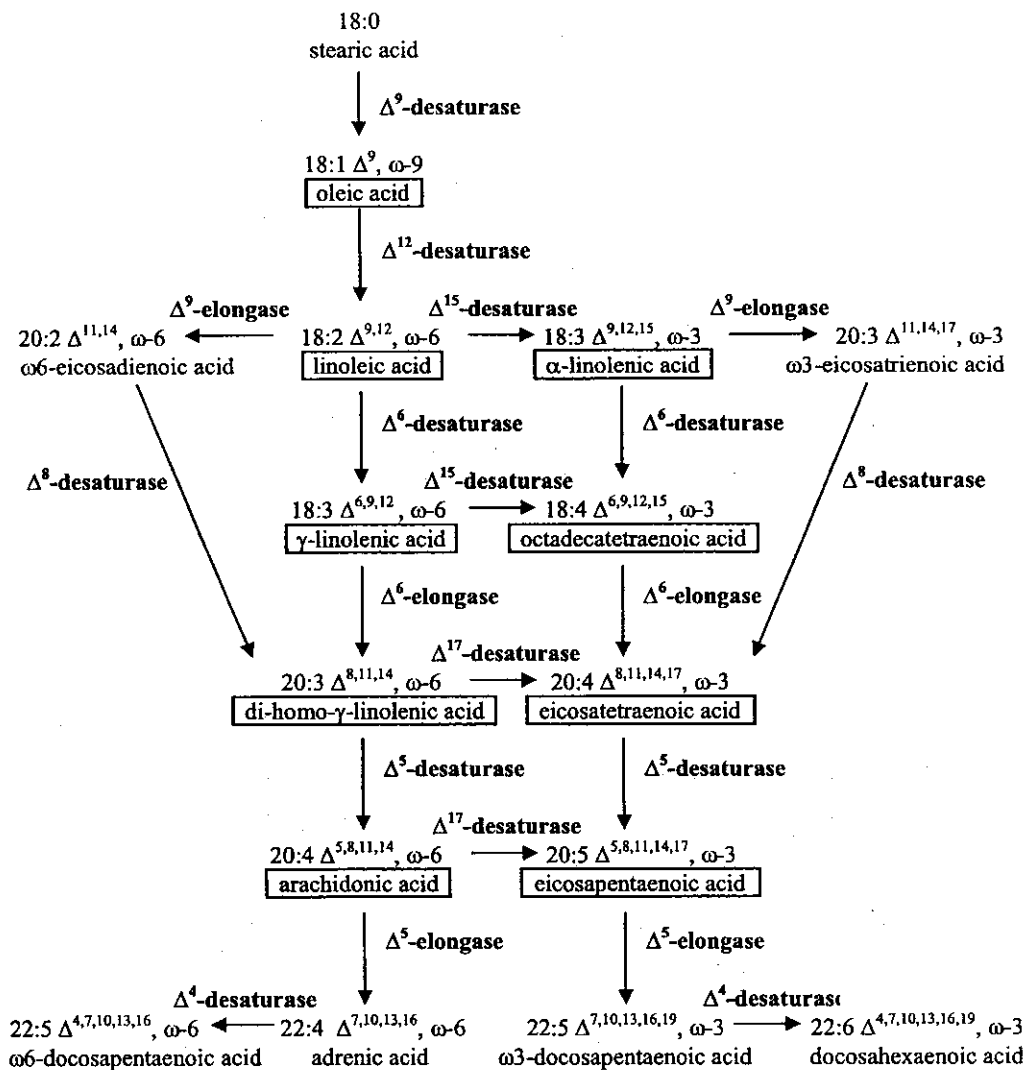 18:0
stearic acid
Δ⁹-desaturase
18:1 Δ⁹, ω-9
oleic acid
Δ¹²-desaturase
Δ⁹-elongase Δ¹⁵-desaturase Δ⁹-elongase
20:2 Δ¹¹,¹⁴, ω-6 18:2 Δ⁹,¹², ω-6 18:3 Δ⁹,¹²,¹⁵, ω-3 20:3 Δ¹¹,¹⁴,¹⁷, ω-3
ω6-eicosadienoic acid linoleic acid α-linolenic acid ω3-eicosatrienoic acid
Δ⁶-desaturase Δ⁶-desaturase
Δ⁸-desaturase Δ¹⁵-desaturase Δ⁸-desaturase
18:3 Δ⁶,⁹,¹², ω-6 18:4 Δ⁶,⁹,¹²,¹⁵, ω-3
γ-linolenic acid octadecatetraenoic acid
Δ⁶-elongase Δ⁶-elongase
Δ¹⁷-desaturase
20:3 Δ⁸,¹¹,¹⁴, ω-6 20:4 Δ⁸,¹¹,¹⁴,¹⁷, ω-3
di-homo-γ-linolenic acid eicosatetraenoic acid
Δ⁵-desaturase Δ⁵-desaturase
Δ¹⁷-desaturase
20:4 Δ⁵,⁸,¹¹,¹⁴, ω-6 20:5 Δ⁵,⁸,¹¹,¹⁴,¹⁷, ω-3
arachidonic acid eicosapentaenoic acid
Δ⁵-elongase Δ⁵-elongase
Δ⁴-desaturase Δ⁴-desaturase
22:5 Δ⁴,⁷,¹⁰,¹³,¹⁶, ω-6 22:4 Δ⁷,¹⁰,¹³,¹⁶, ω-6 22:5 Δ⁷,¹⁰,¹³,¹⁶,¹⁹, ω-3 22:6 Δ⁴,⁷,¹⁰,¹³,¹⁶,¹⁹, ω-3
ω6-docosapentaenoic acid adrenic acid ω3-docosapentaenoic acid docosahexaenoic acid